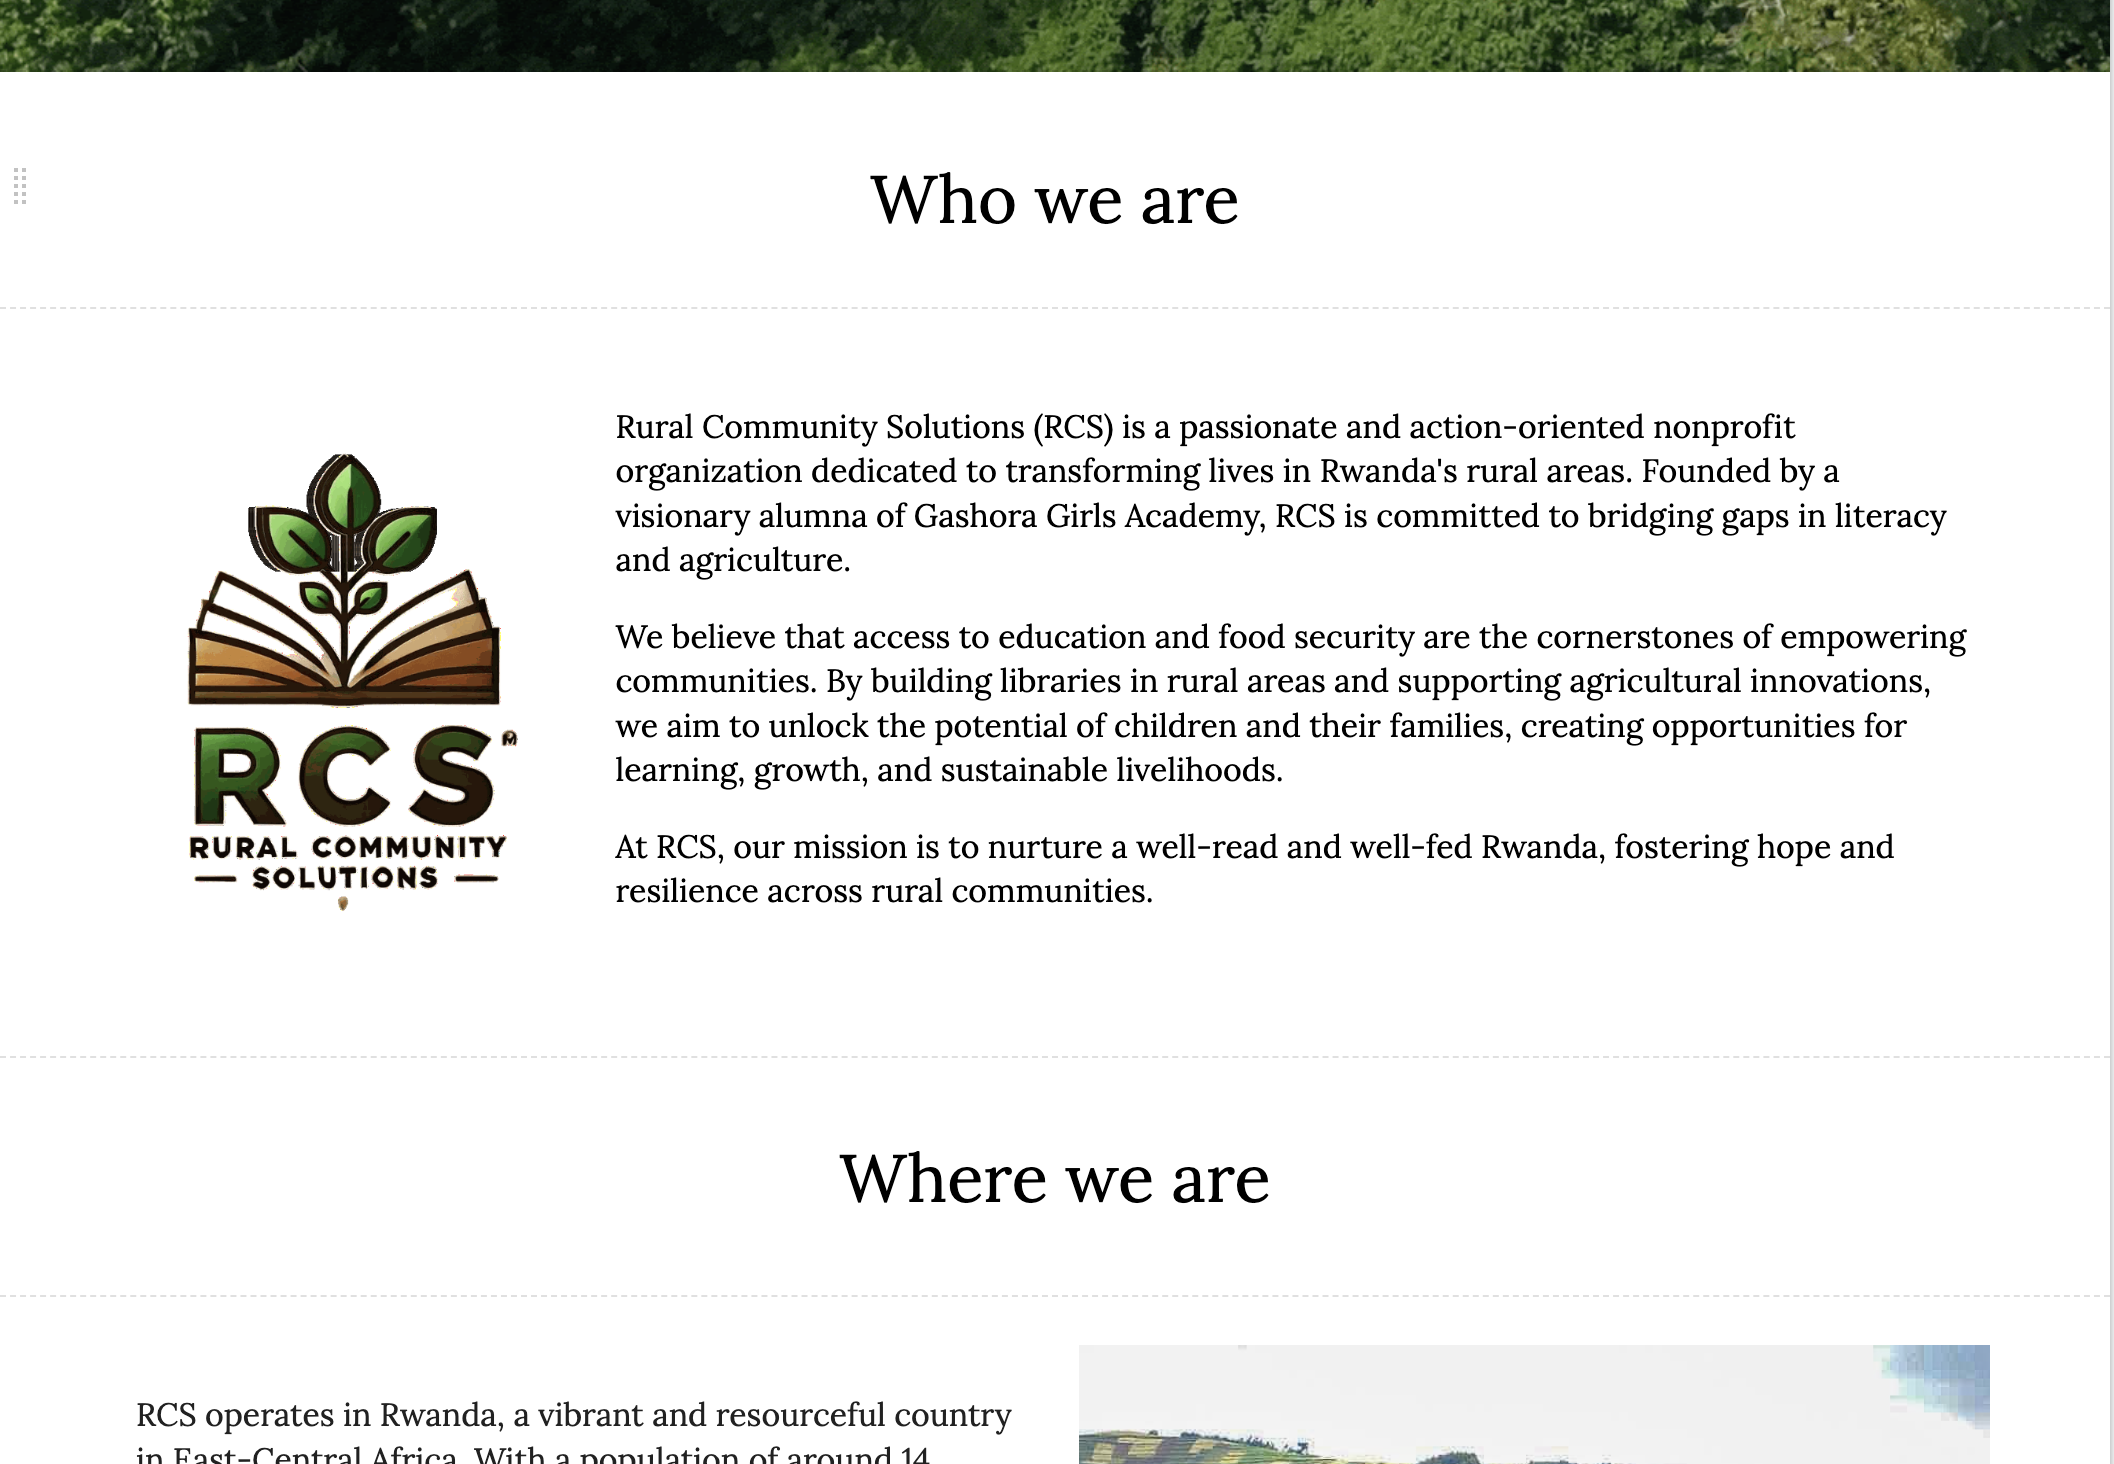 Who we are
Rural Community Solutions (RCS) is a passionate and action-oriented nonprofit
organization dedicated to transforming lives in Rwanda's rural areas. Founded by a
visionary alumna of Gashora Girls Academy, RCS is committed to bridging gaps in literacy
and agriculture.
We believe that access to education and food security are the cornerstones of empowering
communities. By building libraries in rural areas and supporting agricultural innovations,
we aim to unlock the potential of children and their families, creating opportunities for
learning, growth, and sustainable livelihoods.
At RCS, our mission is to nurture a well-read and well-fed Rwanda, fostering hope and
resilience across rural communities.
RCS
RURAL COMMUNITY
SOLUTIONS
Where we are
RCS operates in Rwanda, a vibrant and resourceful country
in East-Central Africa. With a population of around 14